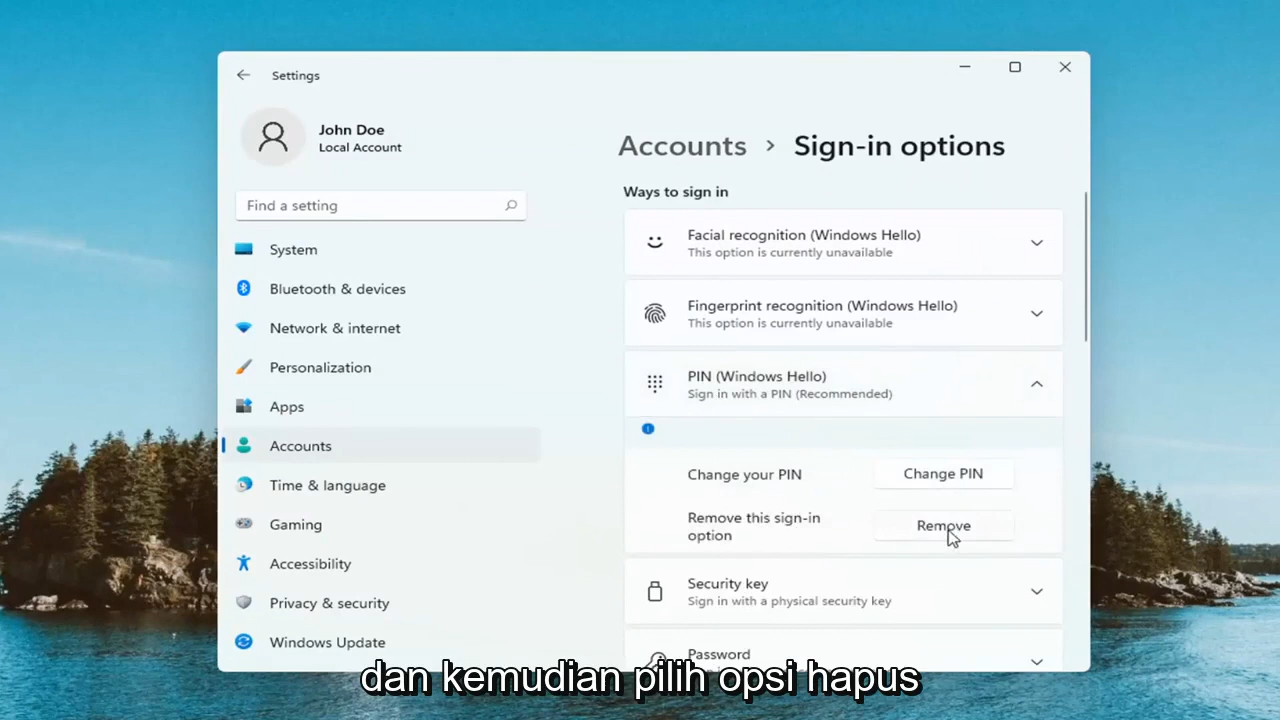 Settings
John Doe
Local Account
Find a setting
System
Bluetooth & devices
Network & internet
Personalization
Apps
Accounts
Time & language
Gaming
Accessibility
Privacy & security
Windows Update
Accounts > Sign-in options
Ways to sign in
Facial recognition (Windows Hello)
This option is currently unavailable
Fingerprint recognition (Windows Hello)
This option is currently unavailable
PIN (Windows Hello)
Sign in with a PIN (Recommended)
Change your PIN
Change PIN
Remove this sign-in
option
Remove
Security key
Sign in with a physical security key
Password
dan kemudian pilih opsi hapus